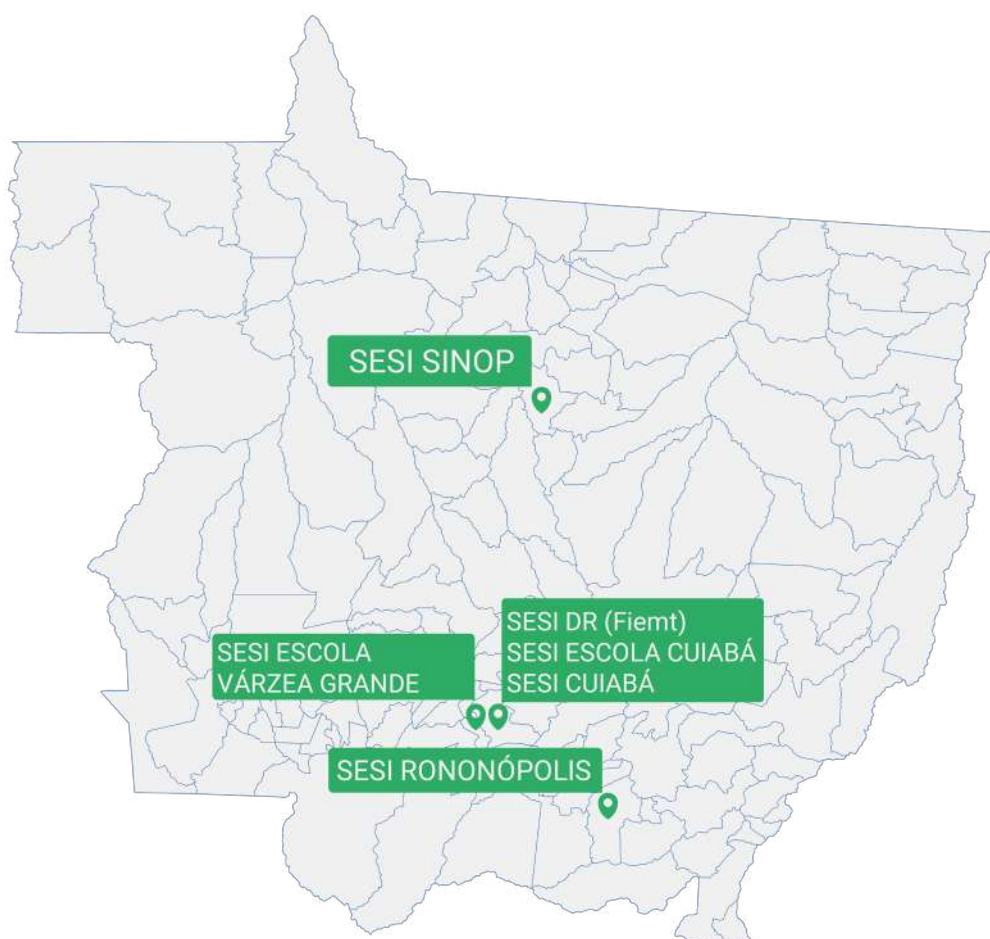 SESI SINOP
SESI DR (Fiemt)
SESI ESCOLA CUIABÁ
SESI CUIABÁ
SESI ESCOLA
VÁRZEA GRANDE
SESI RONONÓPOLIS